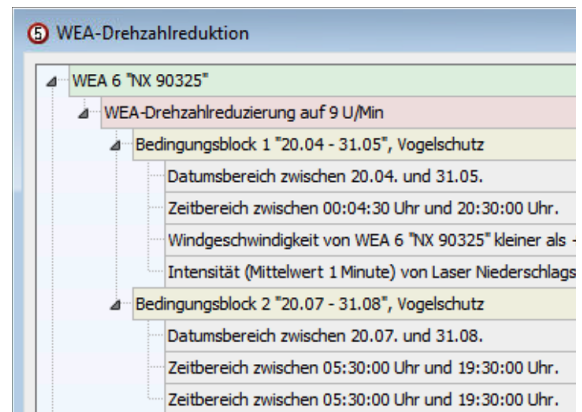 5 WEA-Drehzahlreduktion
WEA 6 "NX 90325"
WEA-Drehzahlreduzierung auf 9 U/Min
Bedingungsblock 1 "20.04 - 31.05", Vogelschutz
Datumsbereich zwischen 20.04. und 31.05.
Zeitbereich zwischen 00:04:30 Uhr und 20:30:00 Uhr.
Windgeschwindigkeit von WEA 6 "NX 90325" kleiner als -
Intensität (Mittelwert 1 Minute) von Laser Niederschlags
Bedingungsblock 2 "20.07 - 31.08", Vogelschutz
Datumsbereich zwischen 20.07. und 31.08.
Zeitbereich zwischen 05:30:00 Uhr und 19:30:00 Uhr.
Zeitbereich zwischen 05:30:00 Uhr und 19:30:00 Uhr.